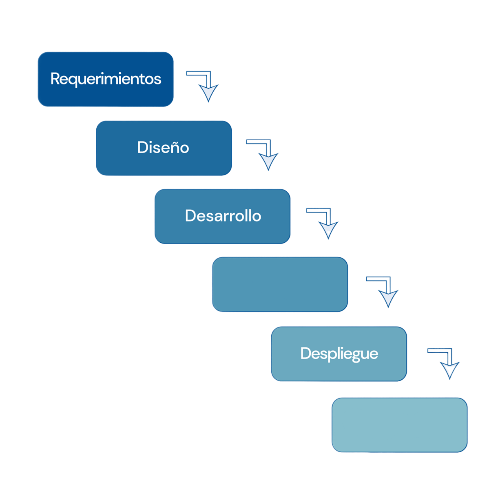 Requerimientos
Diseño
Desarrollo
Despliegue